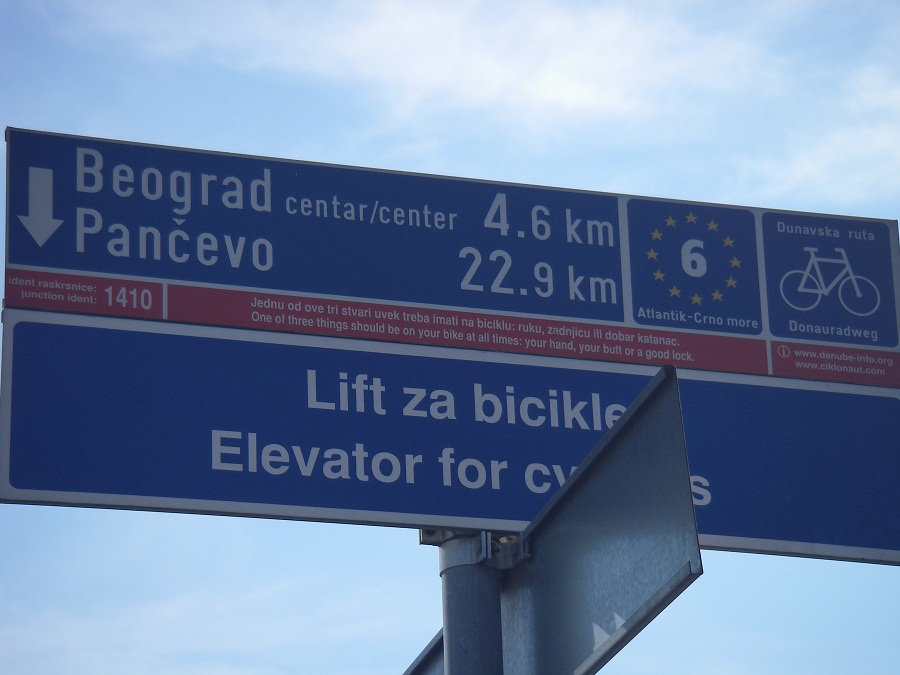 Beograd centar/center 4.6 km
Pančevo 22.9 km
6
Atlantik-Crno more
Dunavska ruta
Donauradweg
ident raskrsnice:
junction ident: 1410
Jednu od ove tri stvari uvek treba imati na biciklu: ruku, zadnjicu ili dobar katanac.
One of three things should be on your bike at all times: your hand, your butt or a good lock.
www.danube-info.org
www.ciklonaut.com
Lift za bicikle
Elevator for